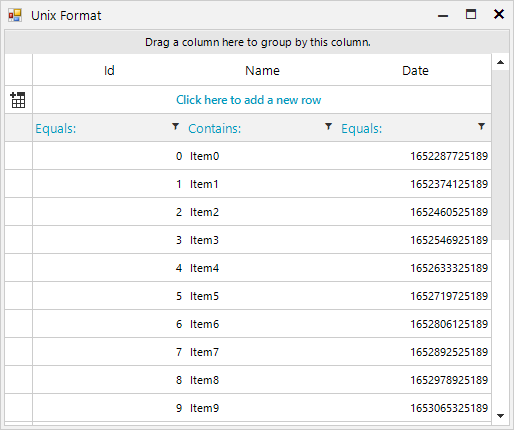 Unix Format
Drag a column here to group by this column.
Id Name Date
Click here to add a new row
Equals: Contains: Equals:
0 Item0 1652287725189
1 Item1 1652374125189
2 Item2 1652460525189
3 Item3 1652546925189
4 Item4 1652633325189
5 Item5 1652719725189
6 Item6 1652806125189
7 Item7 1652892525189
8 Item8 1652978925189
9 Item9 1653065325189